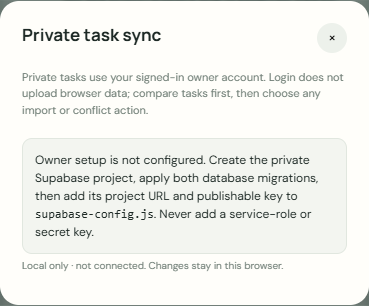 Private task sync
×
Private tasks use your signed-in owner account. Login does not
upload browser data; compare tasks first, then choose any
import or conflict action.
Owner setup is not configured. Create the private
Supabase project, apply both database migrations,
then add its project URL and publishable key to
supabase-config.js. Never add a service-role or
secret key.
Local only · not connected. Changes stay in this browser.